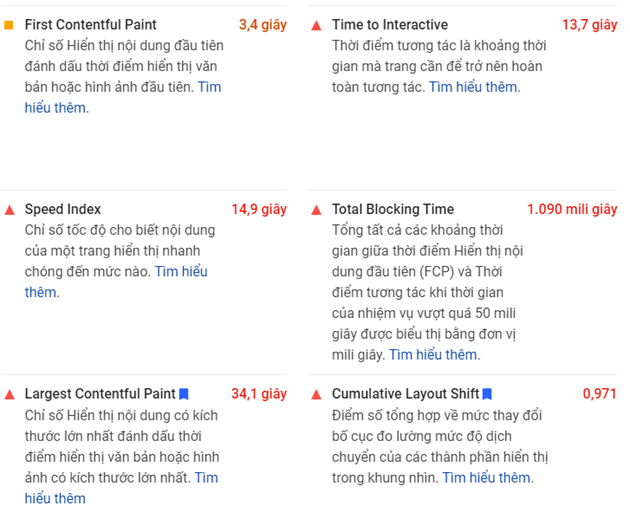 First Contentful Paint 3,4 giây
Chỉ số Hiển thị nội dung đầu tiên
đánh dấu thời điểm hiển thị văn
bản hoặc hình ảnh đầu tiên. Tìm
hiểu thêm.
Time to Interactive 13,7 giây
Thời điểm tương tác là khoảng thời
gian mà trang cần để trở nên hoàn
toàn tương tác. Tìm hiểu thêm.
Speed Index 14,9 giây
Chỉ số tốc độ cho biết nội dung
của một trang hiển thị nhanh
chóng đến mức nào. Tìm hiểu
thêm.
Total Blocking Time 1.090 mili giây
Tổng tất cả các khoảng thời
gian giữa thời điểm Hiển thị nội
dung đầu tiên (FCP) và Thời
điểm tương tác khi thời gian
của nhiệm vụ vượt quá 50 mili
giây được biểu thị bằng đơn vị
mili giây. Tìm hiểu thêm.
Largest Contentful Paint 34,1 giây
Chỉ số Hiển thị nội dung có kích
thước lớn nhất đánh dấu thời
điểm hiển thị văn bản hoặc hình
ảnh có kích thước lớn nhất. Tìm
hiểu thêm
Cumulative Layout Shift 0,971
Điểm số tổng hợp về mức thay đổi
bố cục đo lường mức độ dịch
chuyển của các thành phần hiển thị
trong khung nhìn. Tìm hiểu thêm.